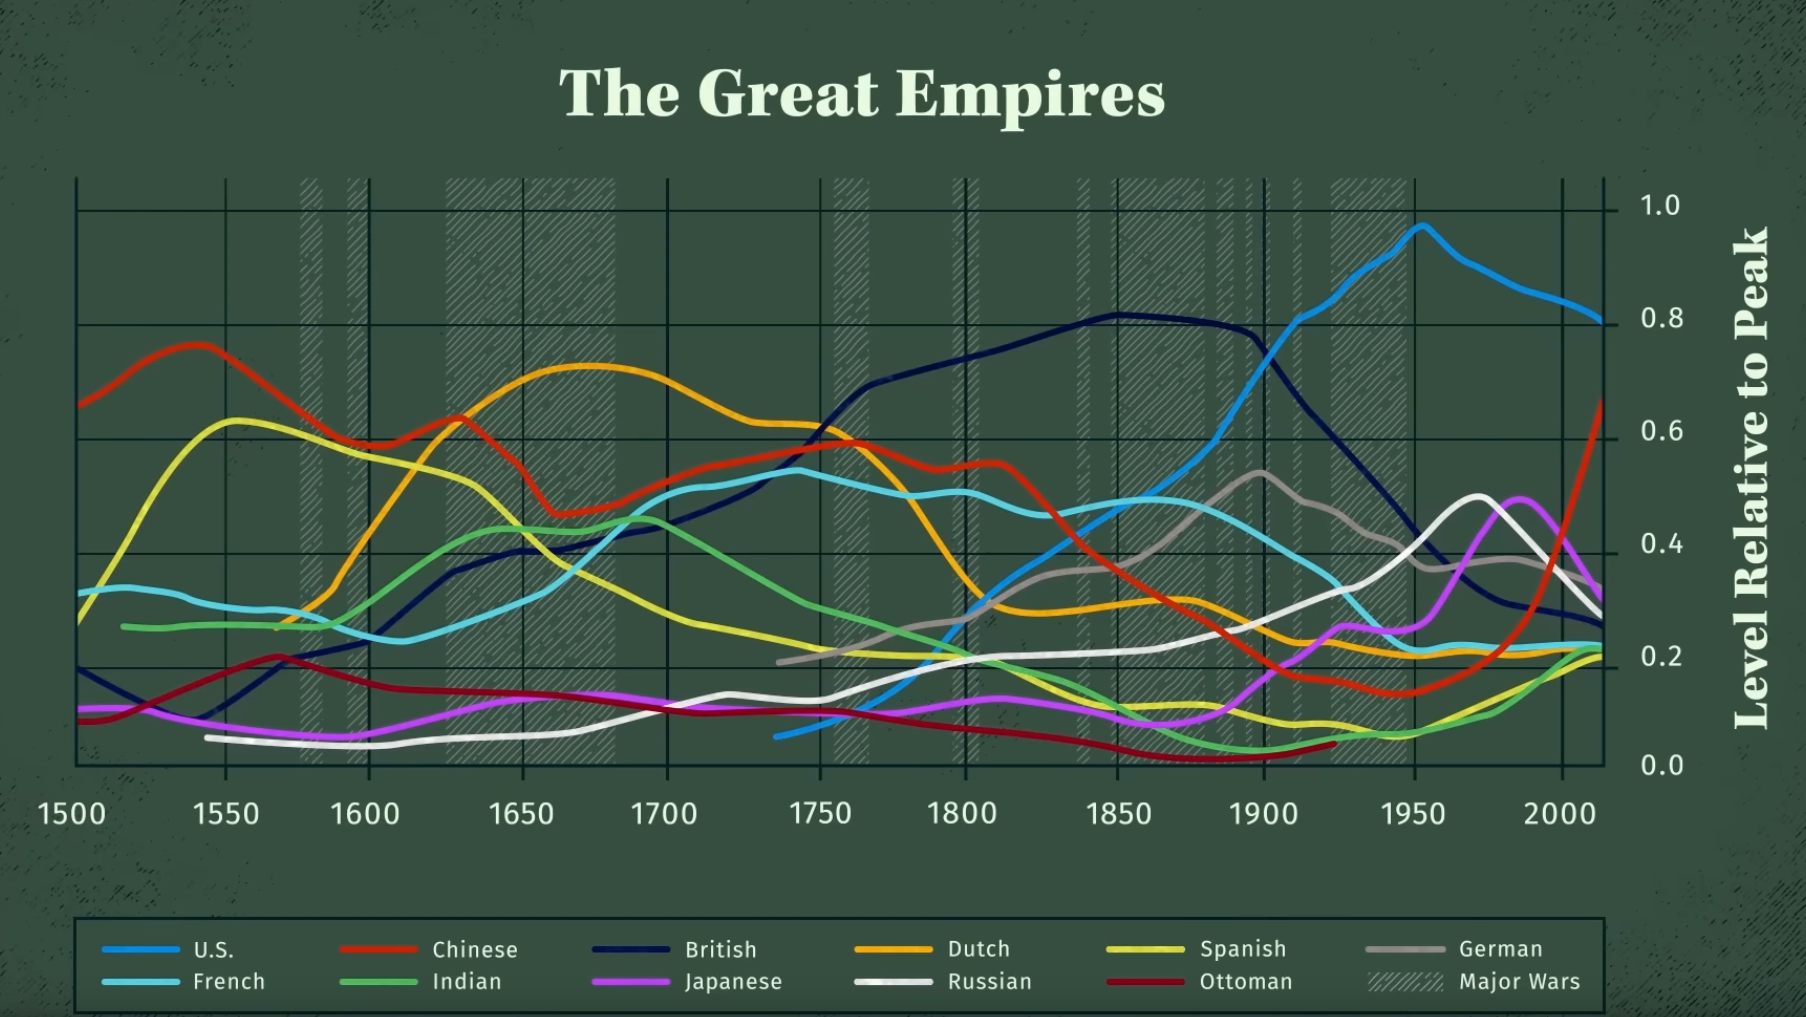 The Great Empires
1.0
0.8
0.6
0.4
0.2
0.0
Level Relative to Peak
1500 1550 1600 1650 1700 1750 1800 1850 1900 1950 2000
U.S. Chinese British Dutch Spanish German
French Indian Japanese Russian Ottoman Major Wars